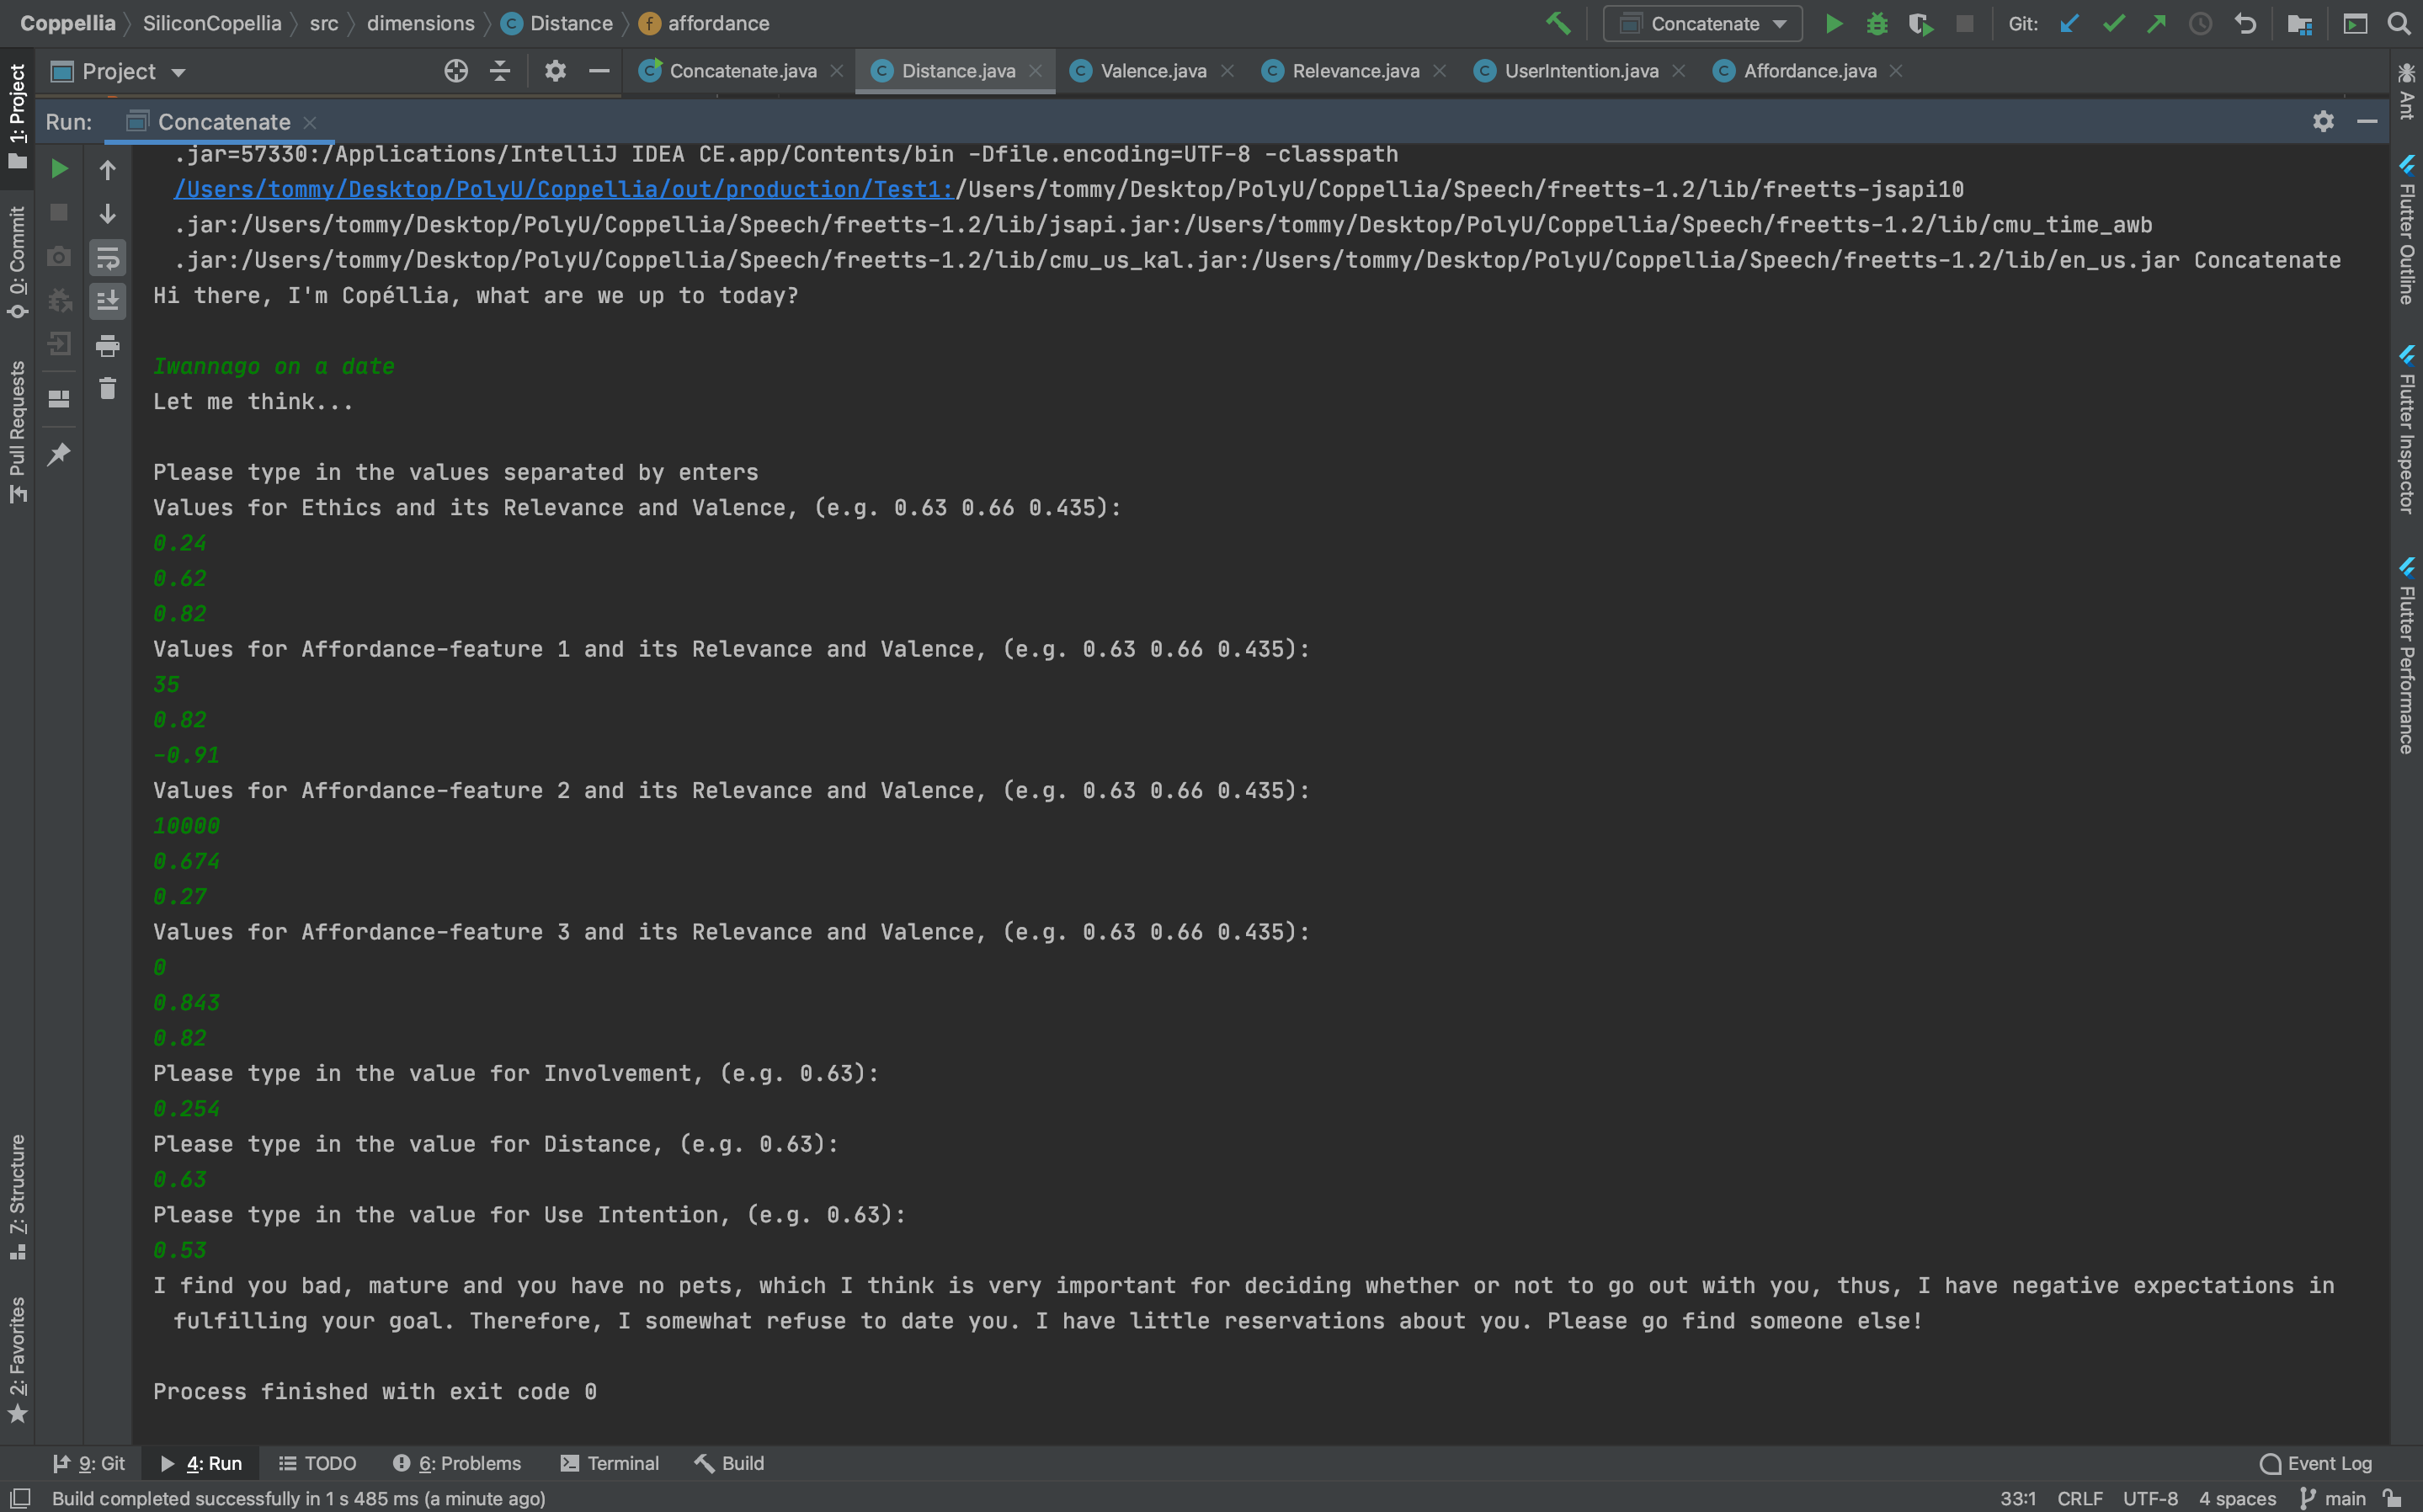 Coppellia SiliconCopellia src dimensions Distance affordance Concatenate Git:
Project Concatenate.java Distance.java Valence.java Relevance.java UserIntention.java Affordance.java
Run: Concatenate
.jar=57330:/Applications/IntelliJ IDEA CE.app/Contents/bin -Dfile.encoding=UTF-8 -classpath
/Users/tommy/Desktop/PolyU/Coppellia/out/production/Test1:/Users/tommy/Desktop/PolyU/Coppellia/Speech/freetts-1.2/lib/freetts-jsapi10
.jar:/Users/tommy/Desktop/PolyU/Coppellia/Speech/freetts-1.2/lib/jsapi.jar:/Users/tommy/Desktop/PolyU/Coppellia/Speech/freetts-1.2/lib/cmu_time_awb
.jar:/Users/tommy/Desktop/PolyU/Coppellia/Speech/freetts-1.2/lib/cmu_us_kal.jar:/Users/tommy/Desktop/PolyU/Coppellia/Speech/freetts-1.2/lib/en_us.jar Concatenate
Hi there, I'm Copéllia, what are we up to today?
Iwannago on a date
Let me think...
Please type in the values separated by enters
Values for Ethics and its Relevance and Valence, (e.g. 0.63 0.66 0.435):
0.24
0.62
0.82
Values for Affordance-feature 1 and its Relevance and Valence, (e.g. 0.63 0.66 0.435):
35
0.82
-0.91
Values for Affordance-feature 2 and its Relevance and Valence, (e.g. 0.63 0.66 0.435):
10000
0.674
0.27
Values for Affordance-feature 3 and its Relevance and Valence, (e.g. 0.63 0.66 0.435):
0
0.843
0.82
Please type in the value for Involvement, (e.g. 0.63):
0.254
Please type in the value for Distance, (e.g. 0.63):
0.63
Please type in the value for Use Intention, (e.g. 0.63):
0.53
I find you bad, mature and you have no pets, which I think is very important for deciding whether or not to go out with you, thus, I have negative expectations in
fulfilling your goal. Therefore, I somewhat refuse to date you. I have little reservations about you. Please go find someone else!
Process finished with exit code 0
1: Project
0: Commit
Pull Requests
7: Structure
2: Favorites
Ant
Flutter Outline
Flutter Inspector
Flutter Performance
9: Git 4: Run TODO 6: Problems Terminal Build Event Log
Build completed successfully in 1 s 485 ms (a minute ago) 33:1 CRLF UTF-8 4 spaces main